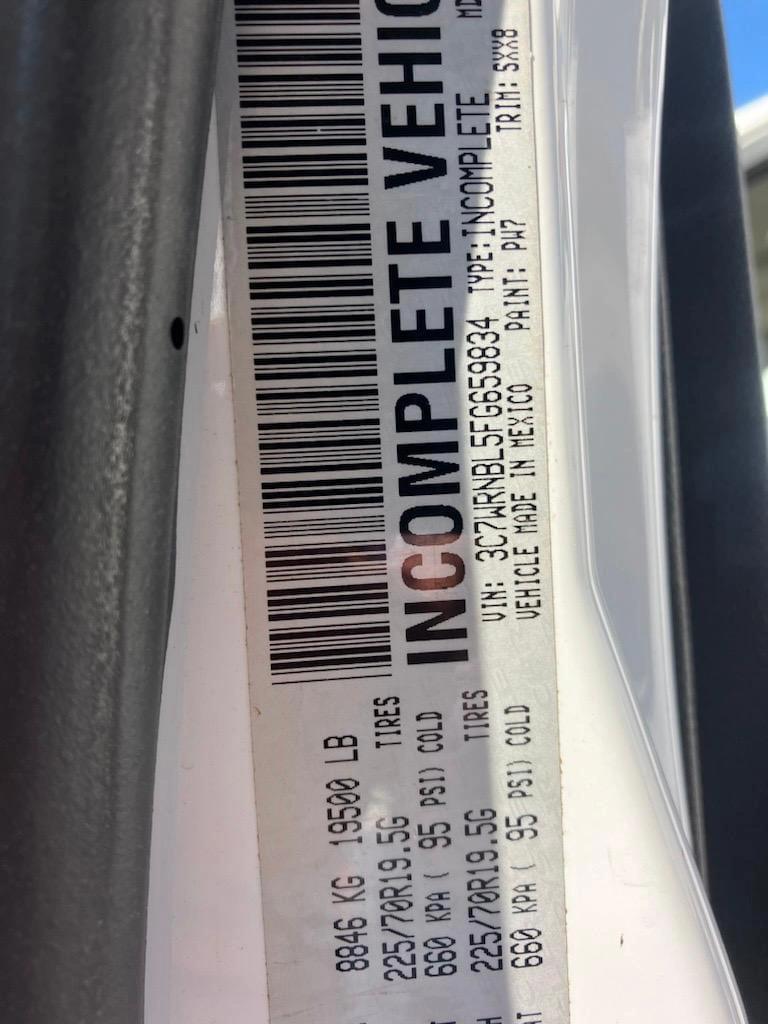 8846 KG 19500 LB
225/70R19.5G TIRES
660 KPA ( 95 PSI) COLD
225/70R19.5G TIRES
660 KPA ( 95 PSI) COLD
INCOMPLETE VEHIC
VIN: 3C7WRNBL5FG659834 TYPE: INCOMPLETE
VEHICLE MADE IN MEXICO PAINT: PW7 TRIM: 5XX8